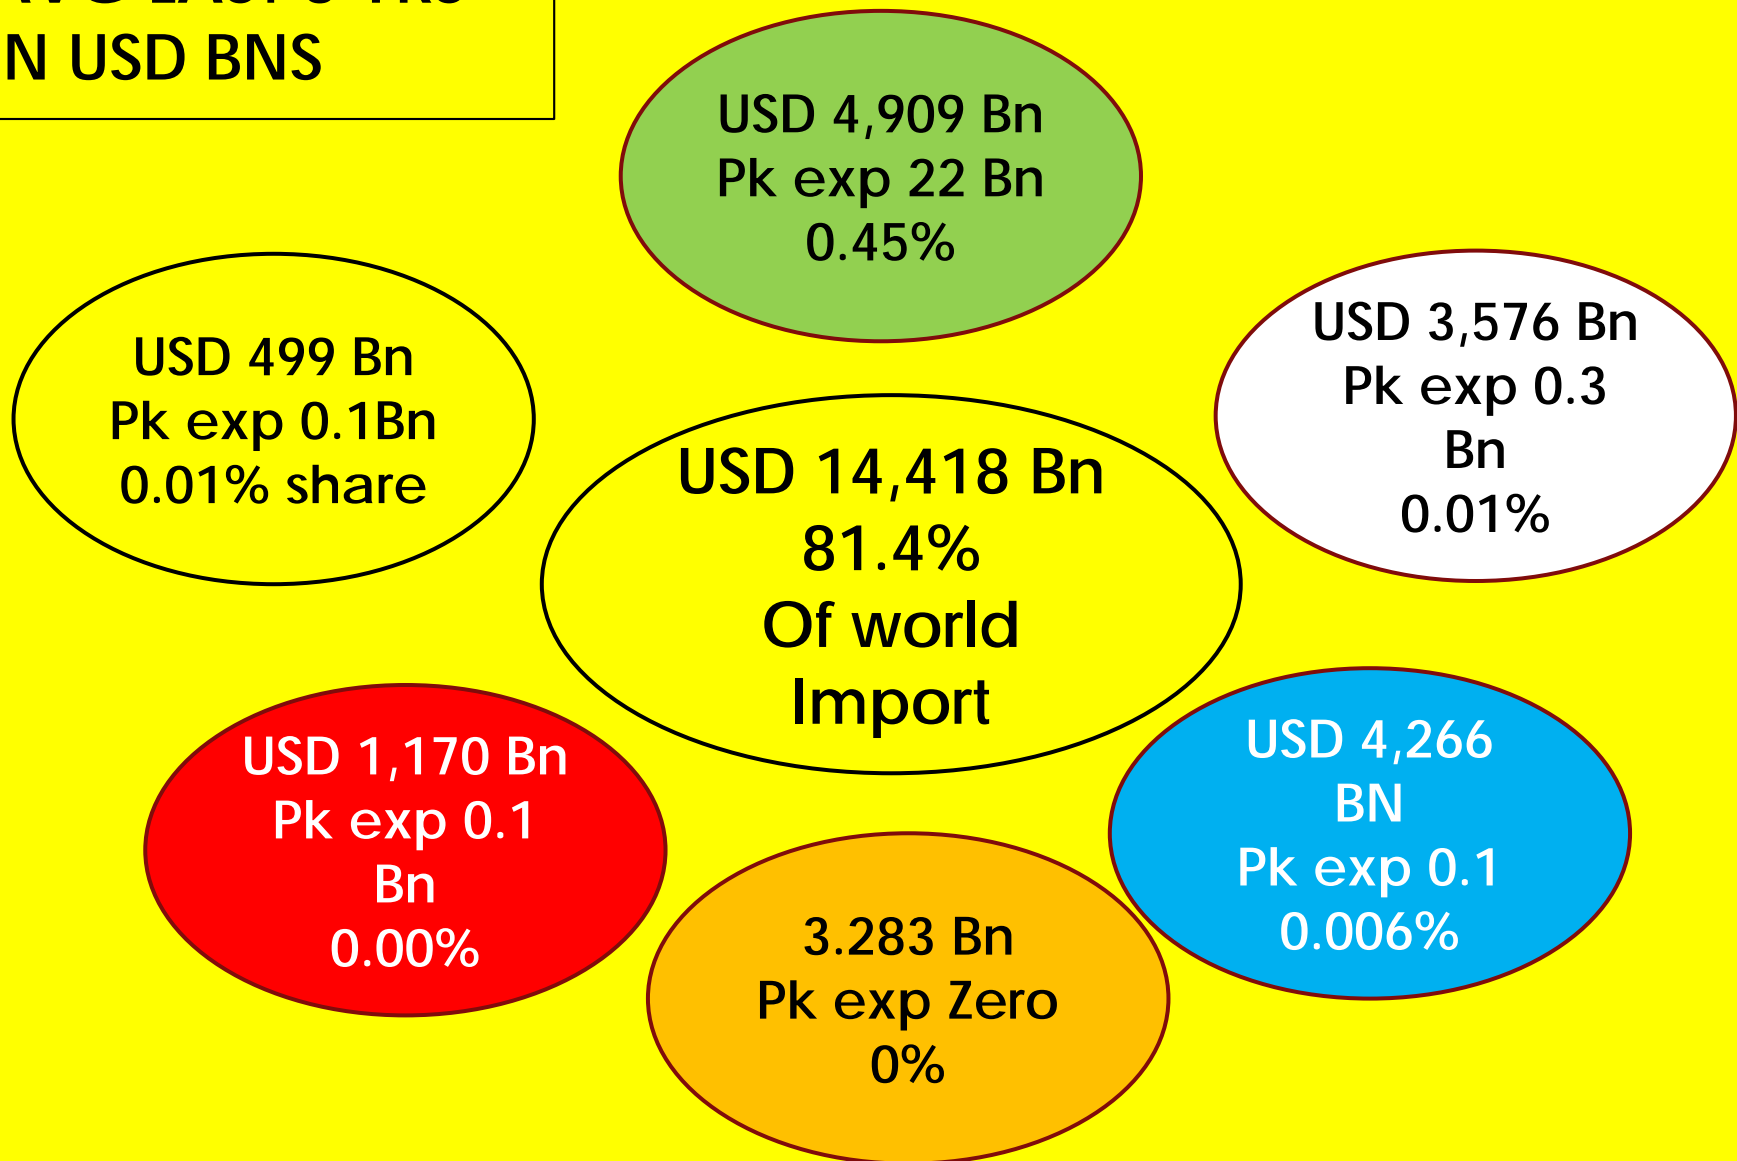 N USD BNS
USD 4,909 Bn
Pk exp 22 Bn
0.45%
USD 499 Bn
Pk exp 0.1Bn
0.01% share
USD 3,576 Bn
Pk exp 0.3
Bn
0.01%
USD 14,418 Bn
81.4%
Of world
Import
USD 1,170 Bn
Pk exp 0.1
Bn
0.00%
USD 4,266
BN
Pk exp 0.1
0.006%
3.283 Bn
Pk exp Zero
0%